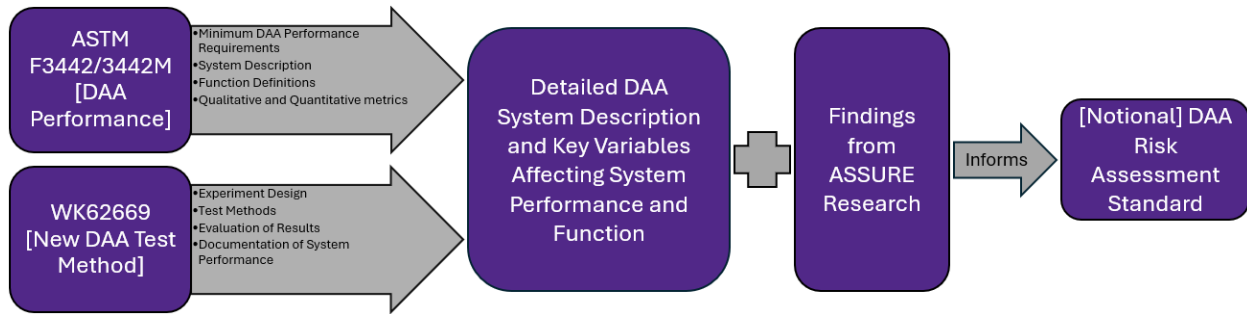 ASTM
F3442/3442M
[DAA
Performance]
•Minimum DAA Performance
Requirements
•System Description
•Function Definitions
•Qualitative and Quantitative metrics
WK62669
[New DAA Test
Method]
•Experiment Design
•Test Methods
•Evaluation of Results
•Documentation of System
Performance
Detailed DAA
System Description
and Key Variables
Affecting System
Performance and
Function
Findings
from
ASSURE
Research
Informs
[Notional] DAA
Risk
Assessment
Standard